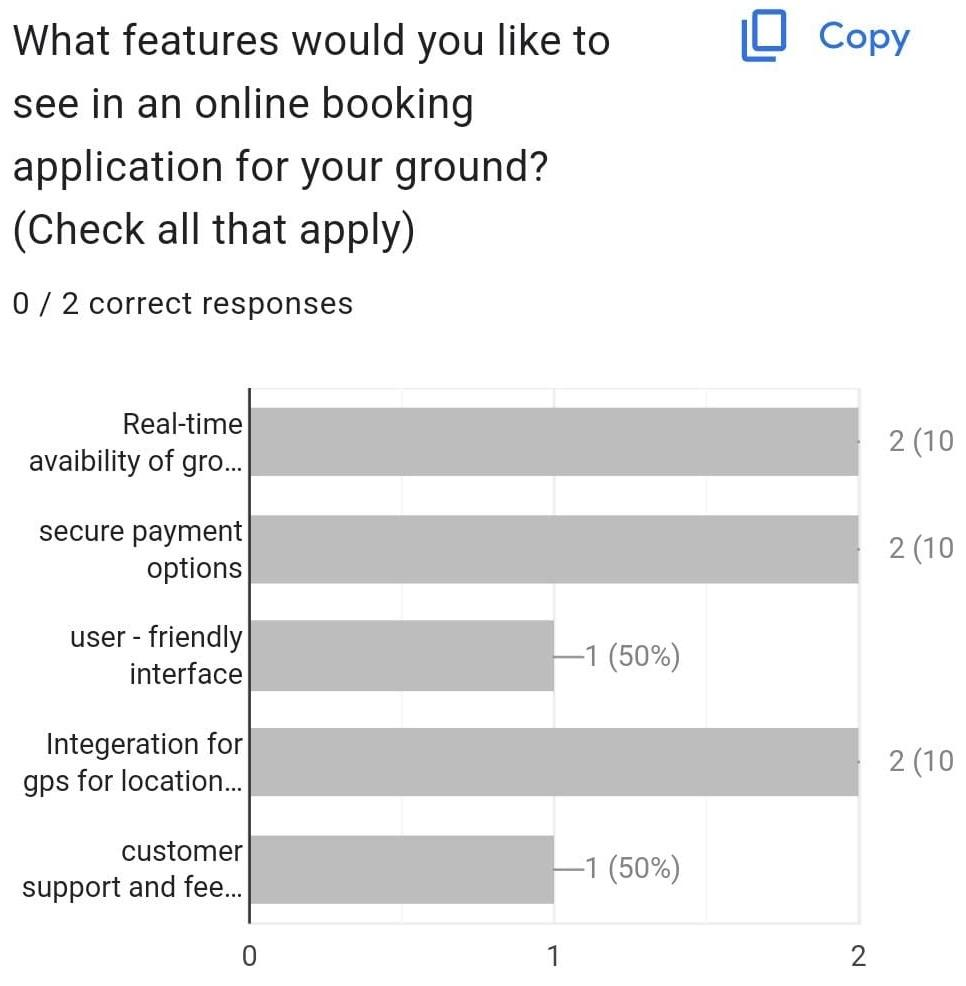 What features would you like to
see in an online booking
application for your ground?
(Check all that apply)
Copy
0 / 2 correct responses
Real-time
avaibility of gro...
2 (10
secure payment
options
2 (10
user - friendly
interface
1 (50%)
Integeration for
gps for location...
2 (10
customer
support and fee...
1 (50%)
0 1 2